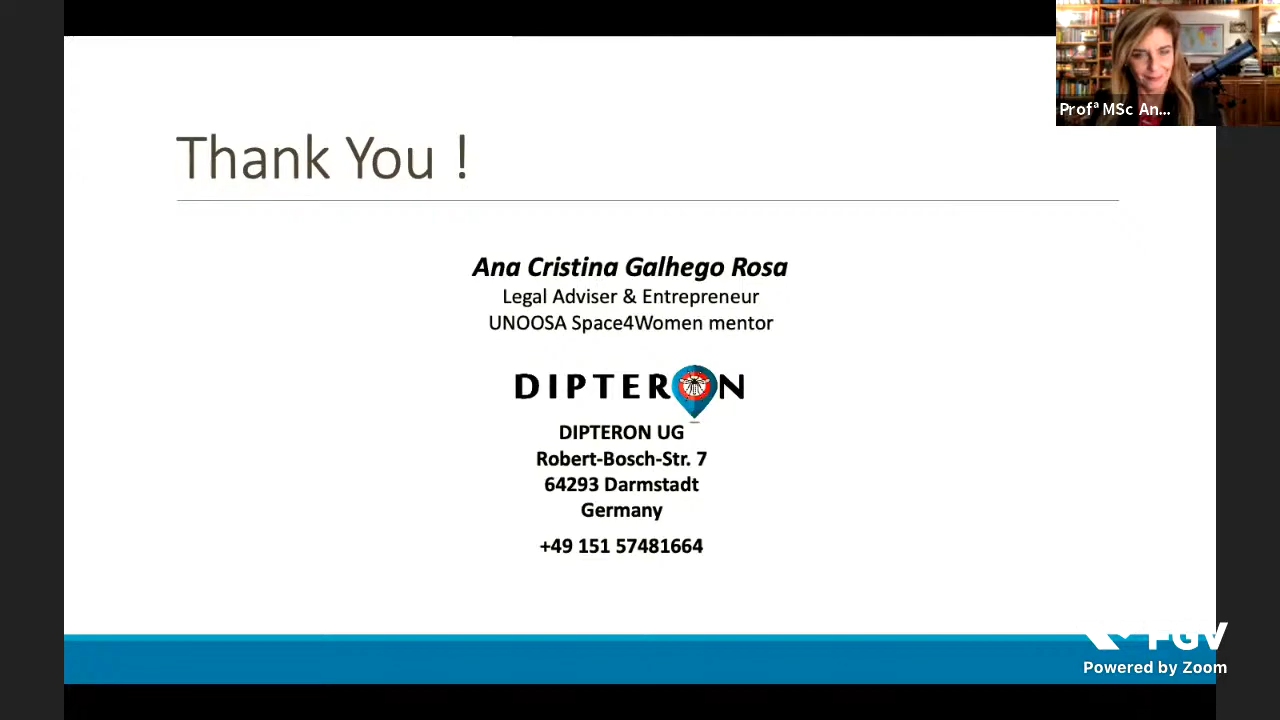 Profª MSc An...
Thank You !
Ana Cristina Galhego Rosa
Legal Adviser & Entrepreneur
UNOOSA Space4Women mentor
DIPTERON
DIPTERON UG
Robert-Bosch-Str. 7
64293 Darmstadt
Germany
+49 151 57481664
FGV
Powered by Zoom